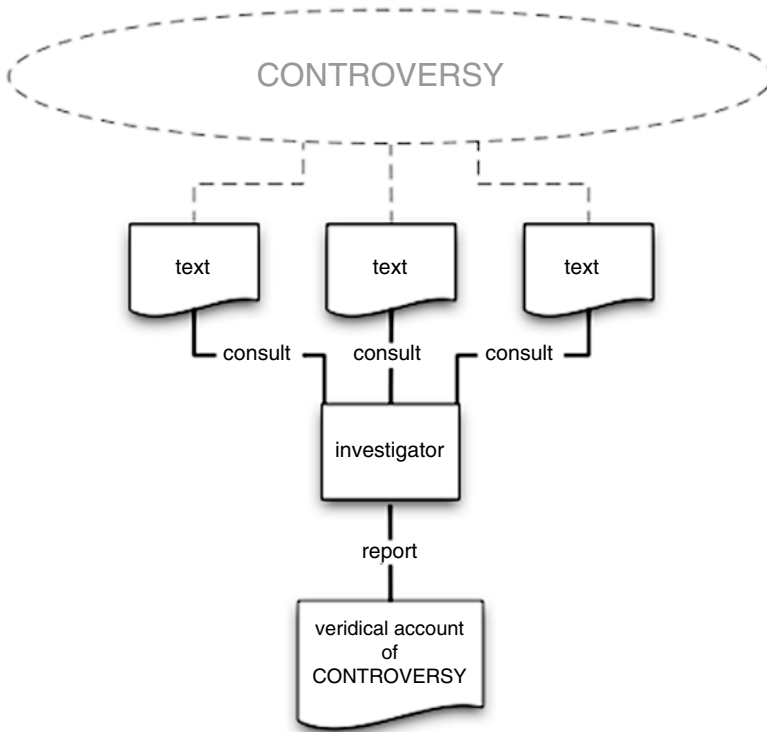 CONTROVERSY
text text text
consult consult consult
investigator
report
veridical account
of
CONTROVERSY